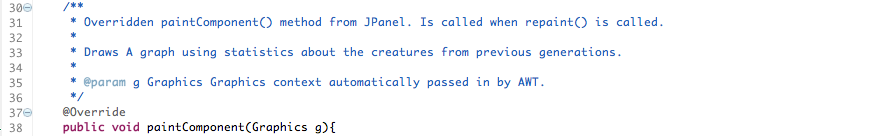 30 /**
31 * Overridden paintComponent() method from JPanel. Is called when repaint() is called.
32 *
33 * Draws A graph using statistics about the creatures from previous generations.
34 *
35 * @param g Graphics Graphics context automatically passed in by AWT.
36 */
37 @Override
38 public void paintComponent(Graphics g){